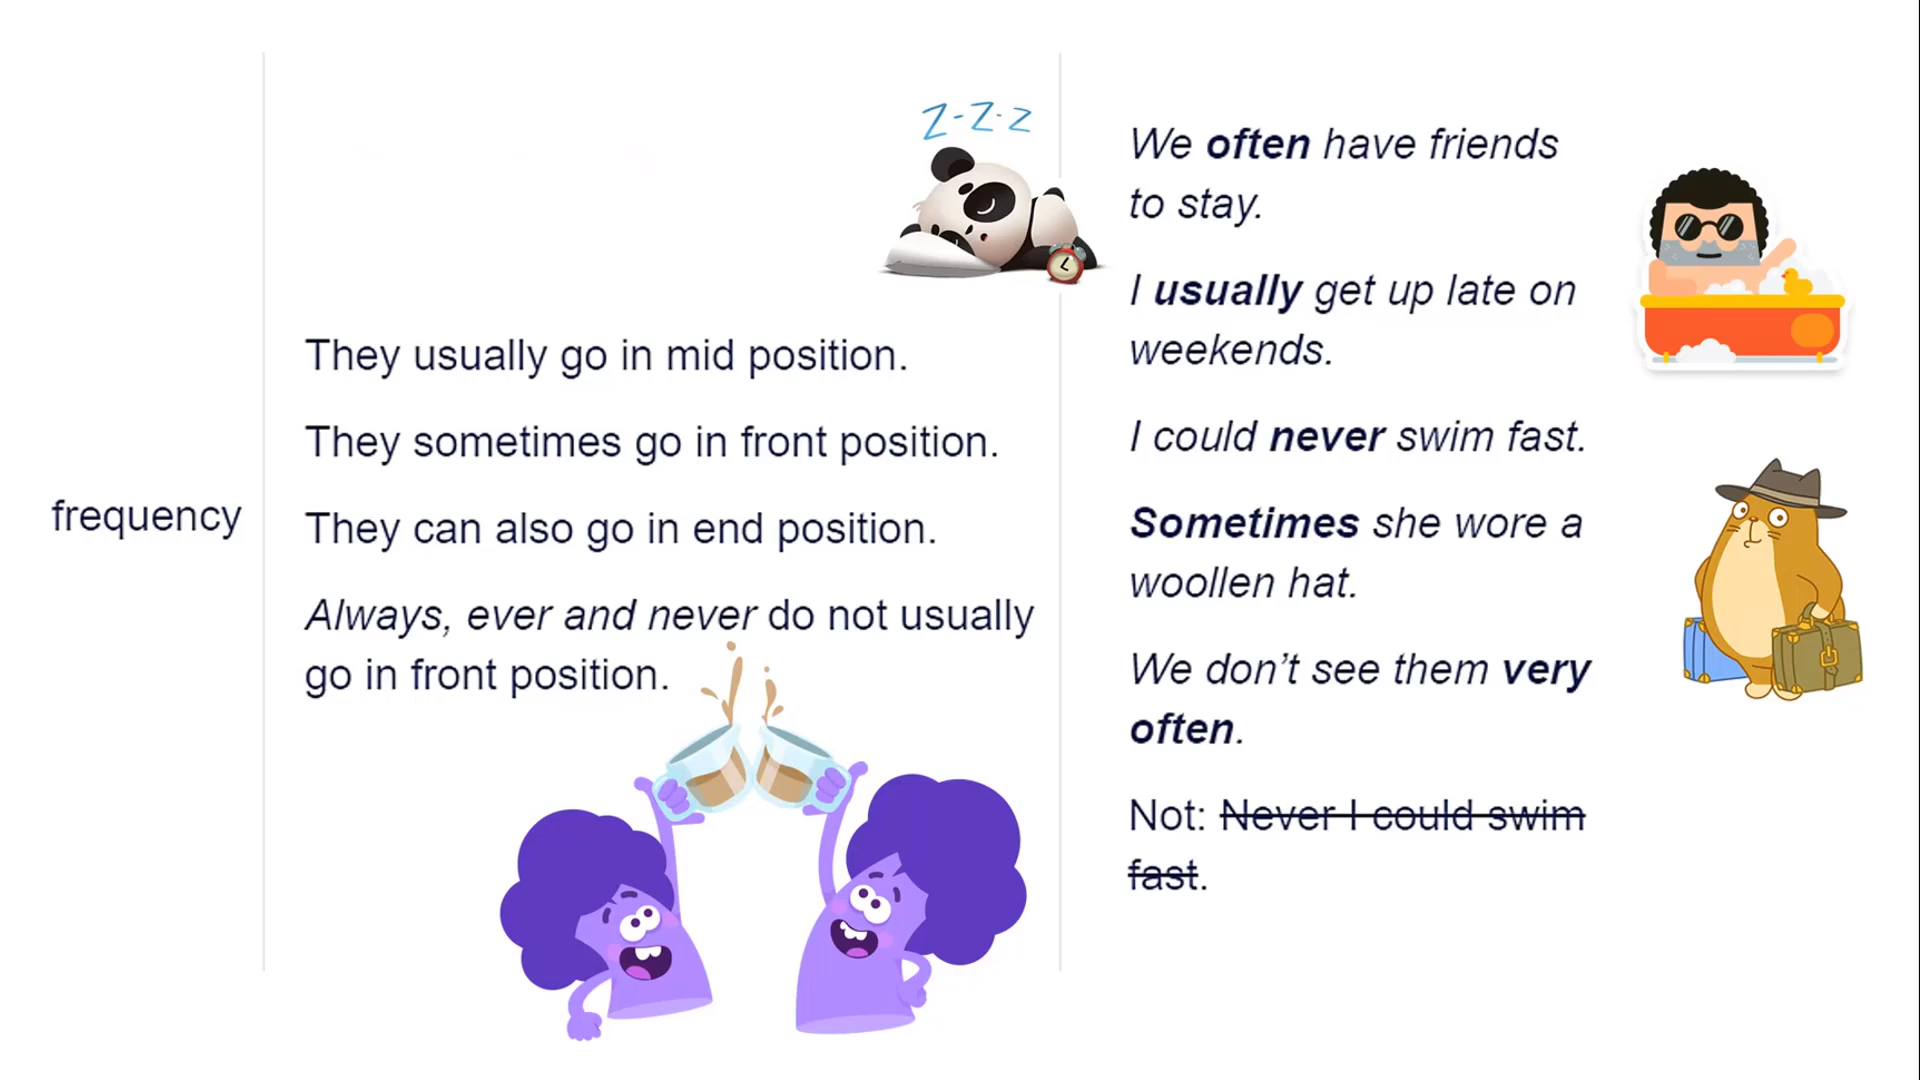 Z-Z-Z
frequency
They usually go in mid position.
They sometimes go in front position.
They can also go in end position.
Always, ever and never do not usually
go in front position.
We often have friends
to stay.
I usually get up late on
weekends.
I could never swim fast.
Sometimes she wore a
woollen hat.
We don’t see them very
often.
Not: Never I could swim
fast.